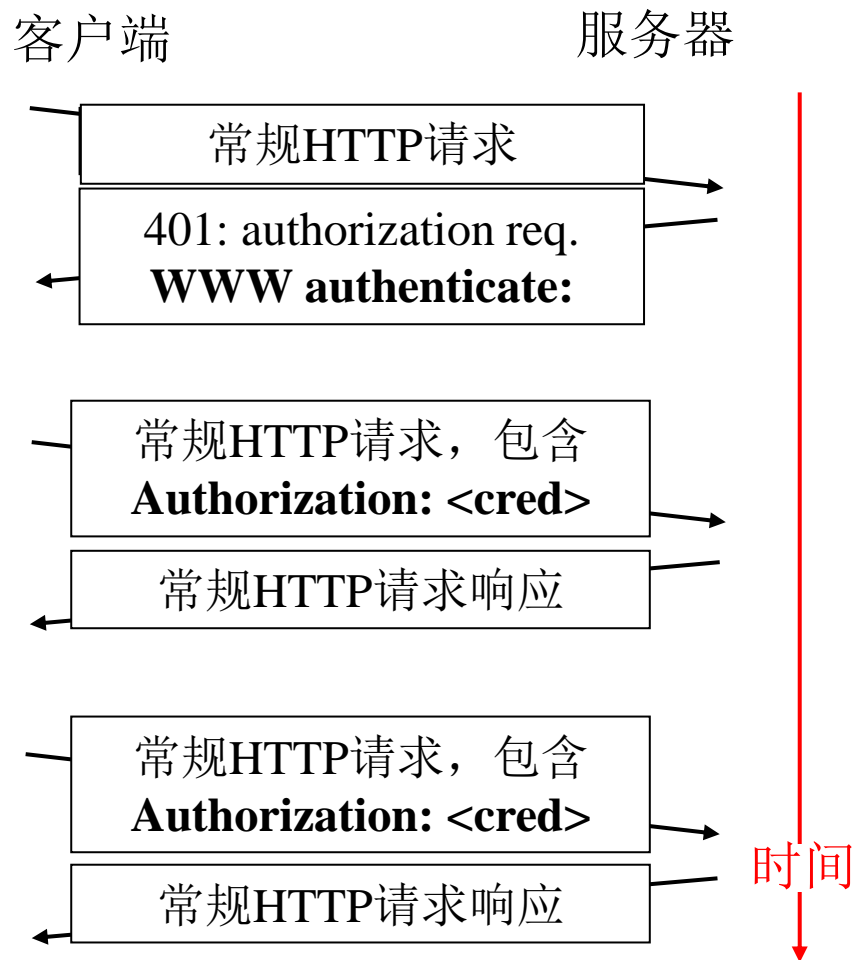 客户端
服务器
常规HTTP请求
401: authorization req.
WWW authenticate:
常规HTTP请求，包含
Authorization: <cred>
常规HTTP请求响应
常规HTTP请求，包含
Authorization: <cred>
时间
常规HTTP请求响应